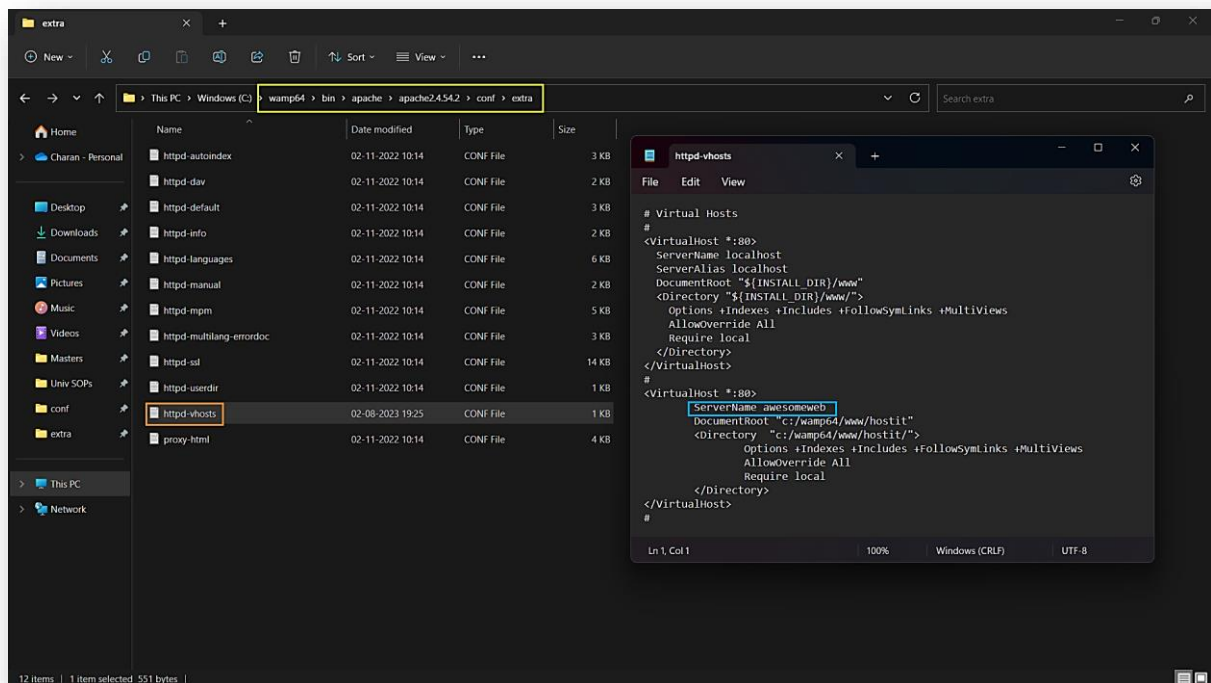 extra
New Sort View
This PC > Windows (C:) > wamp64 > bin > apache > apache2.4.54.2 > conf > extra
Search extra
Home
Charan - Personal
Desktop
Downloads
Documents
Pictures
Music
Videos
Masters
Univ SOPs
conf
extra
This PC
Network
Name Date modified Type Size
httpd-autoindex 02-11-2022 10:14 CONF File 3 KB
httpd-dav 02-11-2022 10:14 CONF File 2 KB
httpd-default 02-11-2022 10:14 CONF File 3 KB
httpd-info 02-11-2022 10:14 CONF File 2 KB
httpd-languages 02-11-2022 10:14 CONF File 6 KB
httpd-manual 02-11-2022 10:14 CONF File 2 KB
httpd-mpm 02-11-2022 10:14 CONF File 5 KB
httpd-multilang-errordoc 02-11-2022 10:14 CONF File 3 KB
httpd-ssl 02-11-2022 10:14 CONF File 14 KB
httpd-userdir 02-11-2022 10:14 CONF File 1 KB
httpd-vhosts 02-08-2023 19:25 CONF File 1 KB
proxy-html 02-11-2022 10:14 CONF File 4 KB
httpd-vhosts
File Edit View
# Virtual Hosts
#
<VirtualHost *:80>
ServerName localhost
ServerAlias localhost
DocumentRoot "${INSTALL_DIR}/www"
<Directory "${INSTALL_DIR}/www/">
Options +Indexes +Includes +FollowSymLinks +MultiViews
AllowOverride All
Require local
</Directory>
</VirtualHost>
#
<VirtualHost *:80>
ServerName awesomeweb
DocumentRoot "c:/wamp64/www/hostit"
<Directory "c:/wamp64/www/hostit/">
Options +Indexes +Includes +FollowSymLinks +MultiViews
AllowOverride All
Require local
</Directory>
</VirtualHost>
#
Ln 1, Col 1 100% Windows (CRLF) UTF-8
12 items | 1 item selected 551 bytes |